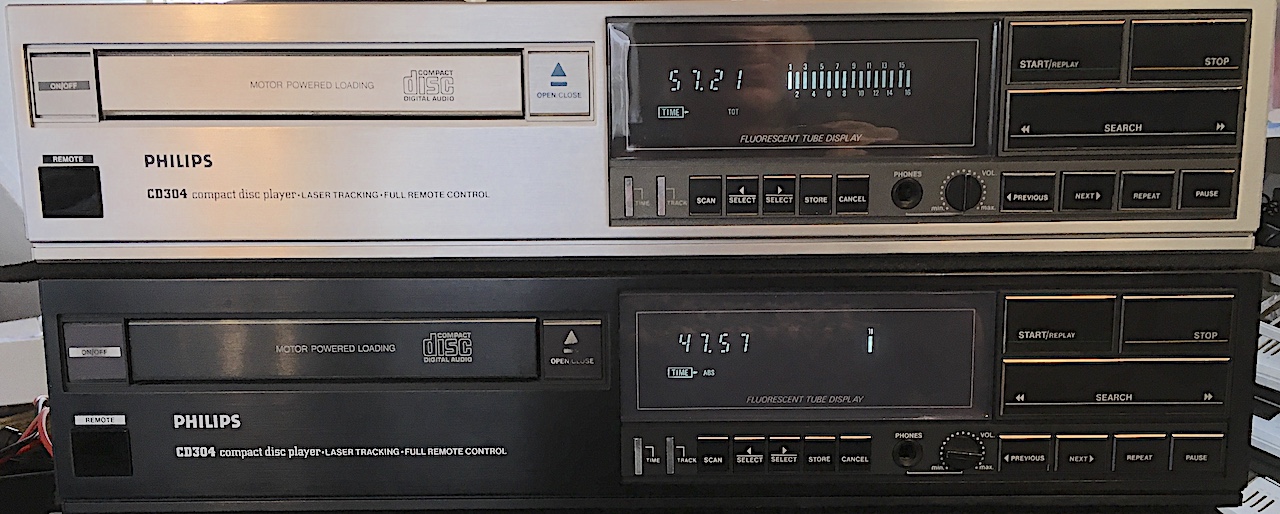 ON/OFF
MOTOR POWERED LOADING
COMPACT
disc
DIGITAL AUDIO
OPEN/CLOSE
REMOTE
PHILIPS
CD304 compact disc player·LASER TRACKING·FULL REMOTE CONTROL
57.21
1 3 5 7 9 11 13 15
2 4 6 8 10 12 14 16
TIME TOT
FLUORESCENT TUBE DISPLAY
START/REPLAY
STOP
SEARCH
TIME
TRACK
SCAN
SELECT
SELECT
STORE
CANCEL
PHONES
VOL.
min.
max.
PREVIOUS
NEXT
REPEAT
PAUSE
ON/OFF
MOTOR POWERED LOADING
COMPACT
disc
DIGITAL AUDIO
OPEN/CLOSE
REMOTE
PHILIPS
CD304 compact disc player·LASER TRACKING·FULL REMOTE CONTROL
47.57
TIME ABS
FLUORESCENT TUBE DISPLAY
START/REPLAY
STOP
SEARCH
TIME
TRACK
SCAN
SELECT
SELECT
STORE
CANCEL
PHONES
VOL.
min.
max.
PREVIOUS
NEXT
REPEAT
PAUSE